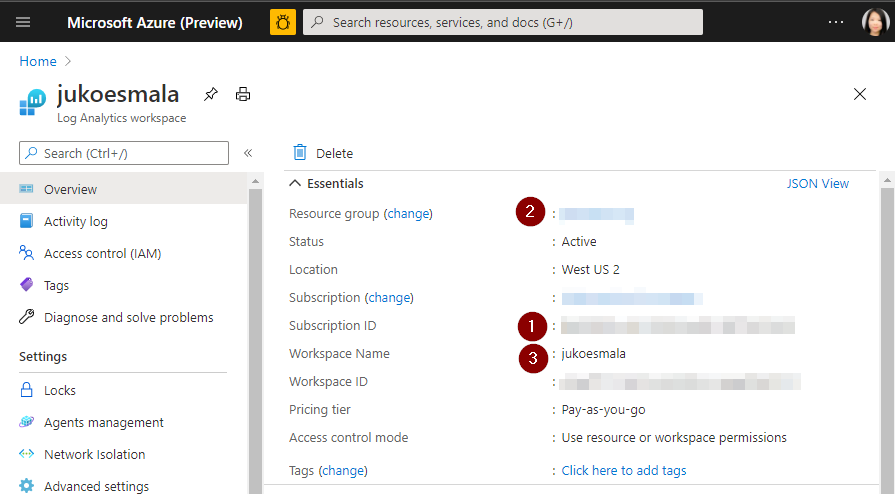 Microsoft Azure (Preview)
Search resources, services, and docs (G+/)
...
Home >
jukoesmala
Log Analytics workspace
Search (Ctrl+/)
«
Overview
Activity log
Access control (IAM)
Tags
Diagnose and solve problems
Settings
Locks
Agents management
Network Isolation
Advanced settings
Delete
Essentials
JSON View
Resource group (change) 2 :
Status : Active
Location : West US 2
Subscription (change) :
Subscription ID 1 :
Workspace Name 3 : jukoesmala
Workspace ID :
Pricing tier : Pay-as-you-go
Access control mode : Use resource or workspace permissions
Tags (change) : Click here to add tags